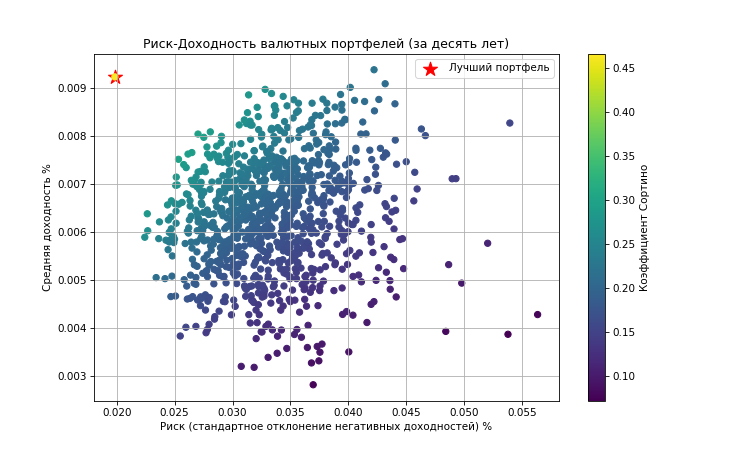 Риск-Доходность валютных портфелей (за десять лет)
Лучший портфель
Средняя доходность %
0.009
0.008
0.007
0.006
0.005
0.004
0.003
0.020 0.025 0.030 0.035 0.040 0.045 0.050 0.055
Риск (стандартное отклонение негативных доходностей) %
0.45
0.40
0.35
0.30
0.25
0.20
0.15
0.10
Коэффициент Сортино